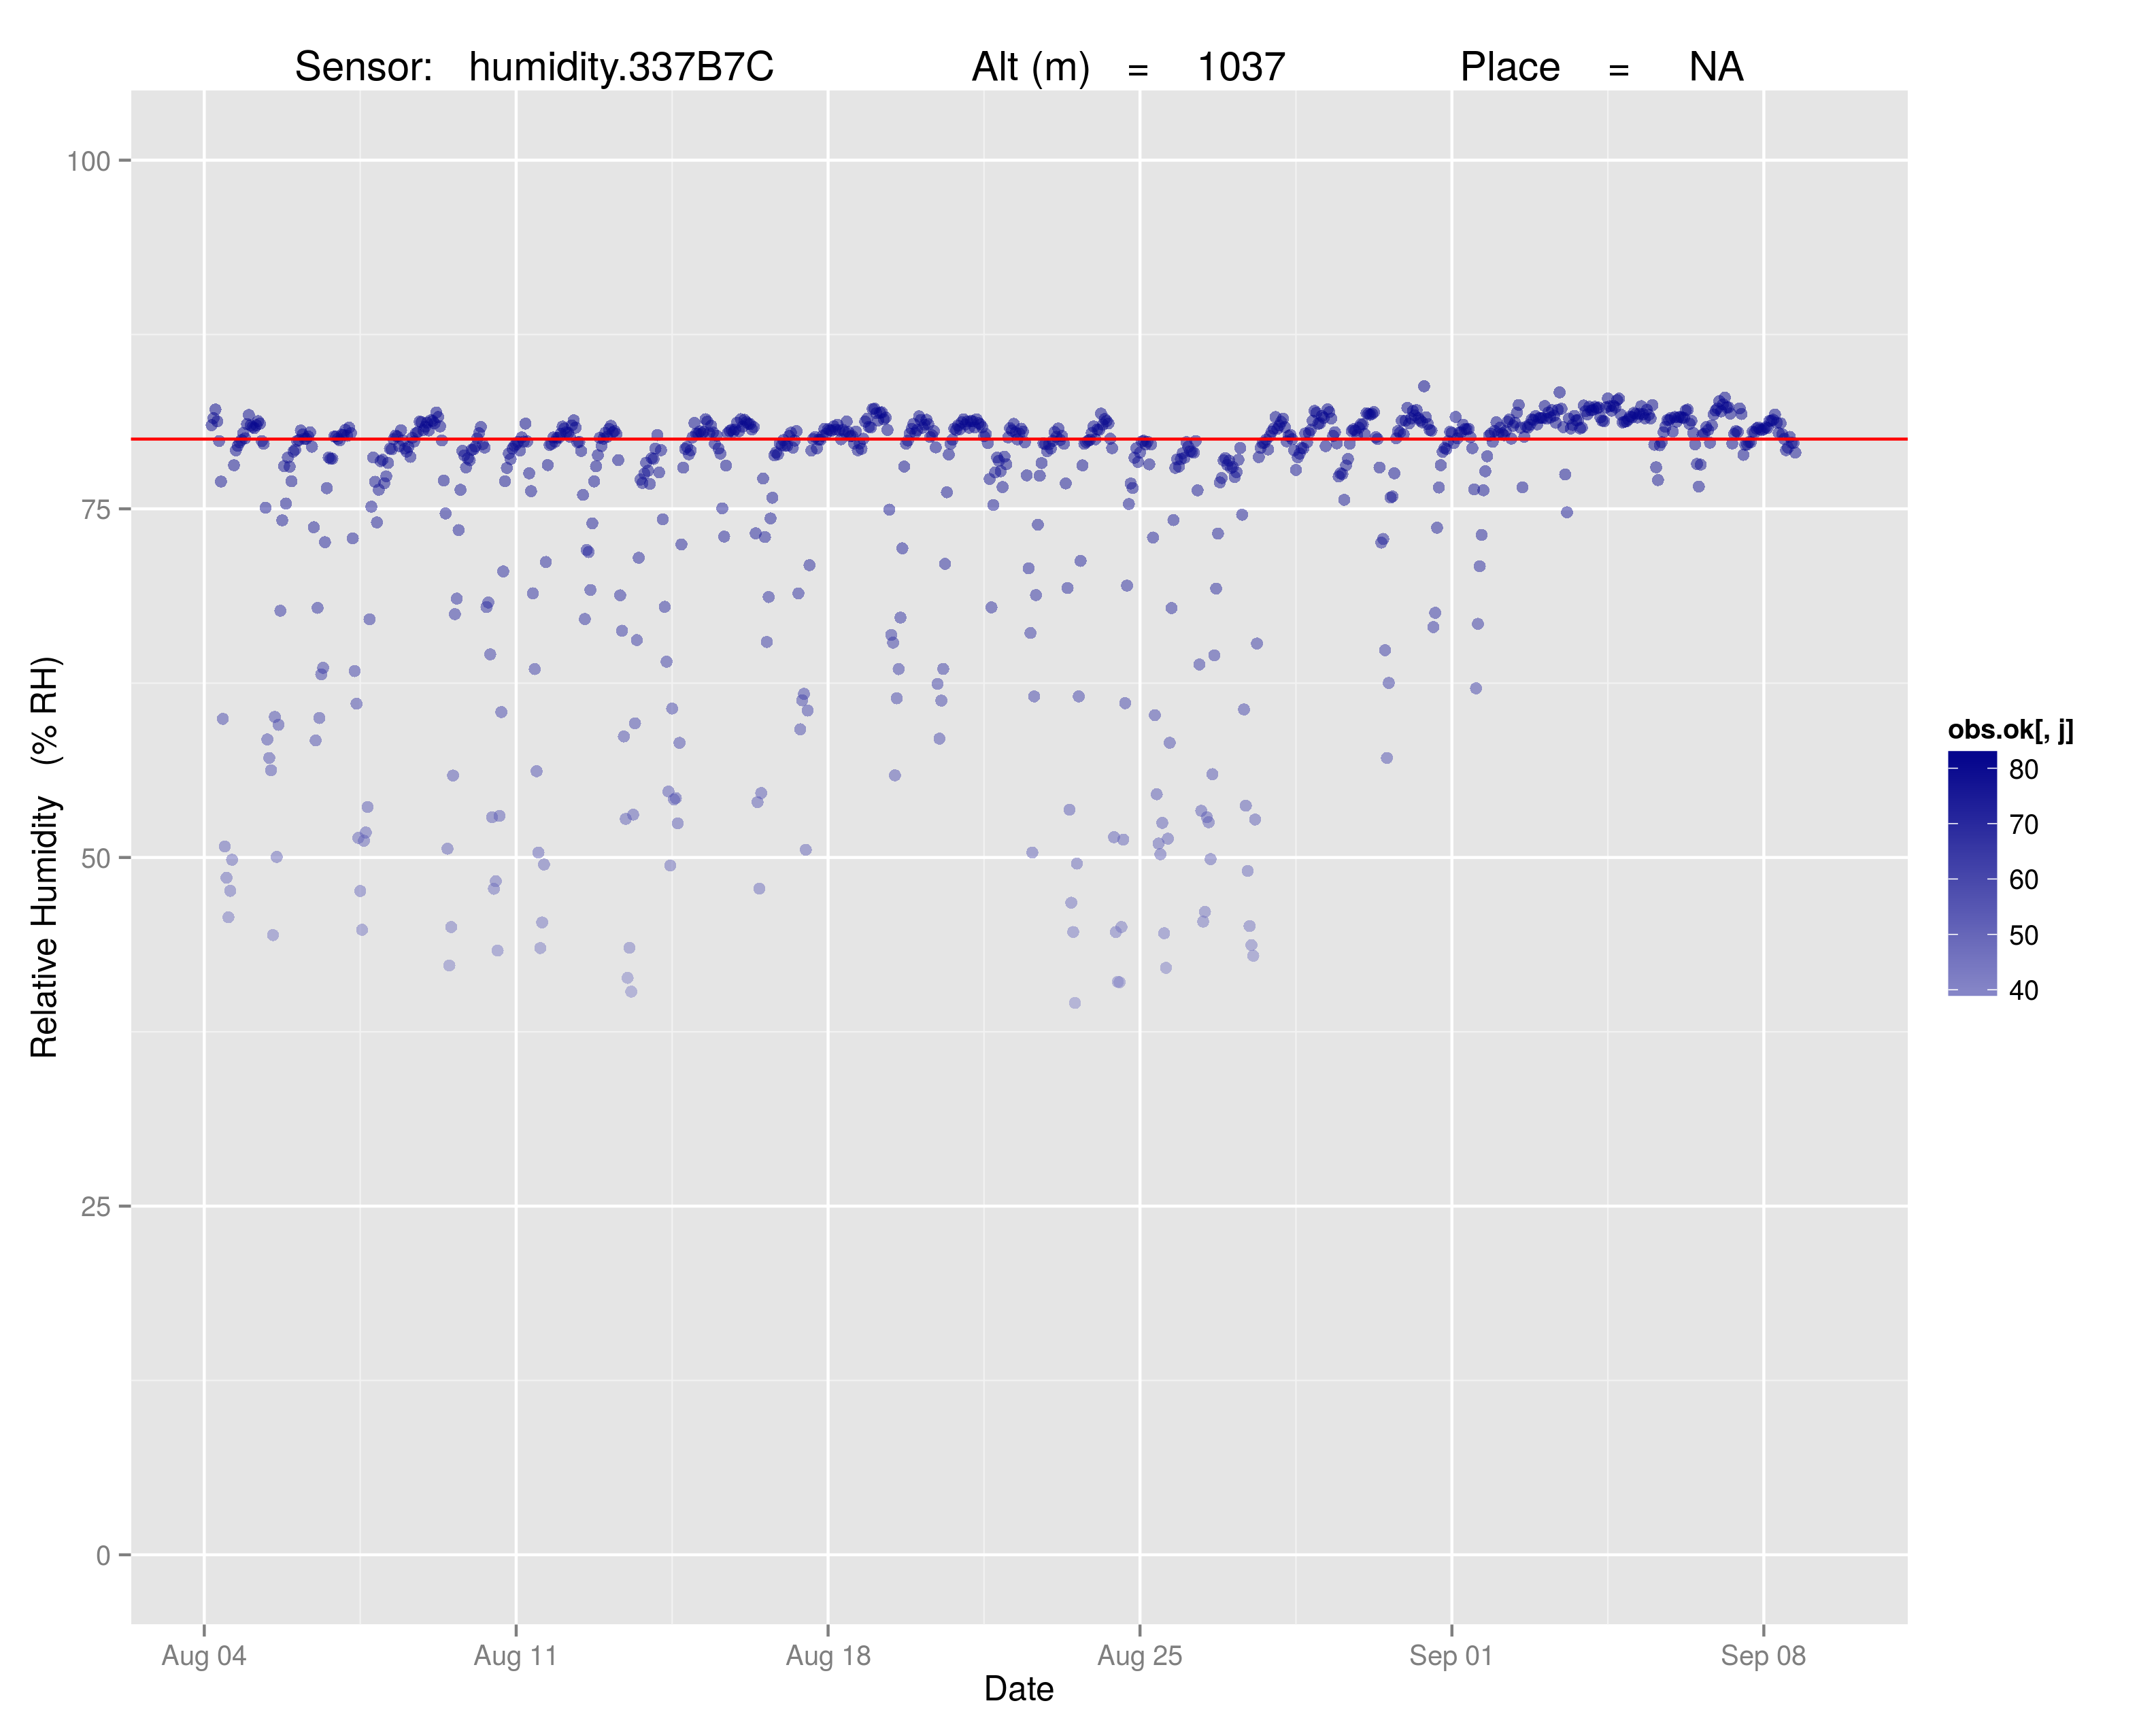 Sensor: humidity.337B7C Alt (m) = 1037 Place = NA
Relative Humidity (% RH)
100
75
50
25
0
Aug 04 Aug 11 Aug 18 Aug 25 Sep 01 Sep 08
Date
obs.ok[, j]
80
70
60
50
40